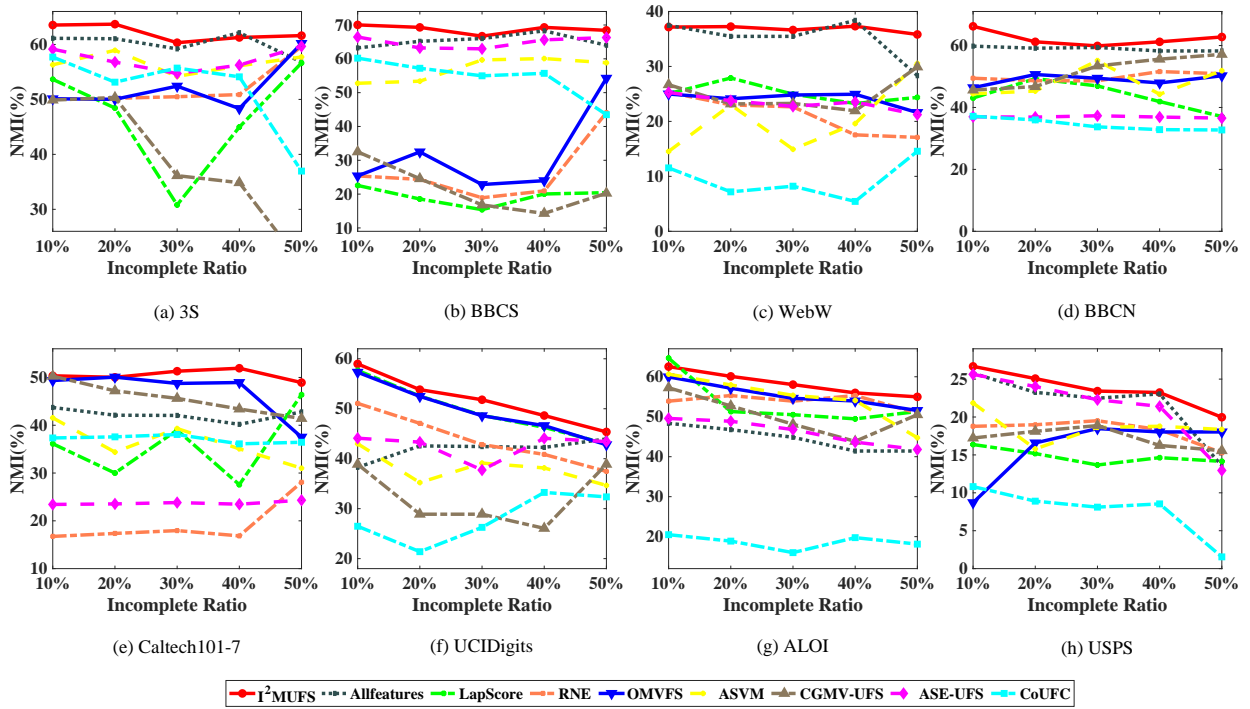 NMI(%)
60
50
40
30
10% 20% 30% 40% 50%
Incomplete Ratio
(a) 3S
NMI(%)
70
60
50
40
30
20
10
10% 20% 30% 40% 50%
Incomplete Ratio
(b) BBCS
NMI(%)
40
30
20
10
0
10% 20% 30% 40% 50%
Incomplete Ratio
(c) WebW
NMI(%)
60
40
20
0
10% 20% 30% 40% 50%
Incomplete Ratio
(d) BBCN
NMI(%)
50
40
30
20
10
10% 20% 30% 40% 50%
Incomplete Ratio
(e) Caltech101-7
NMI(%)
60
50
40
30
20
10% 20% 30% 40% 50%
Incomplete Ratio
(f) UCIDigits
NMI(%)
60
50
40
30
20
10% 20% 30% 40% 50%
Incomplete Ratio
(g) ALOI
NMI(%)
25
20
15
10
5
0
10% 20% 30% 40% 50%
Incomplete Ratio
(h) USPS
I²MUFS Allfeatures LapScore RNE OMVFS ASVM CGMV-UFS ASE-UFS CoUFC